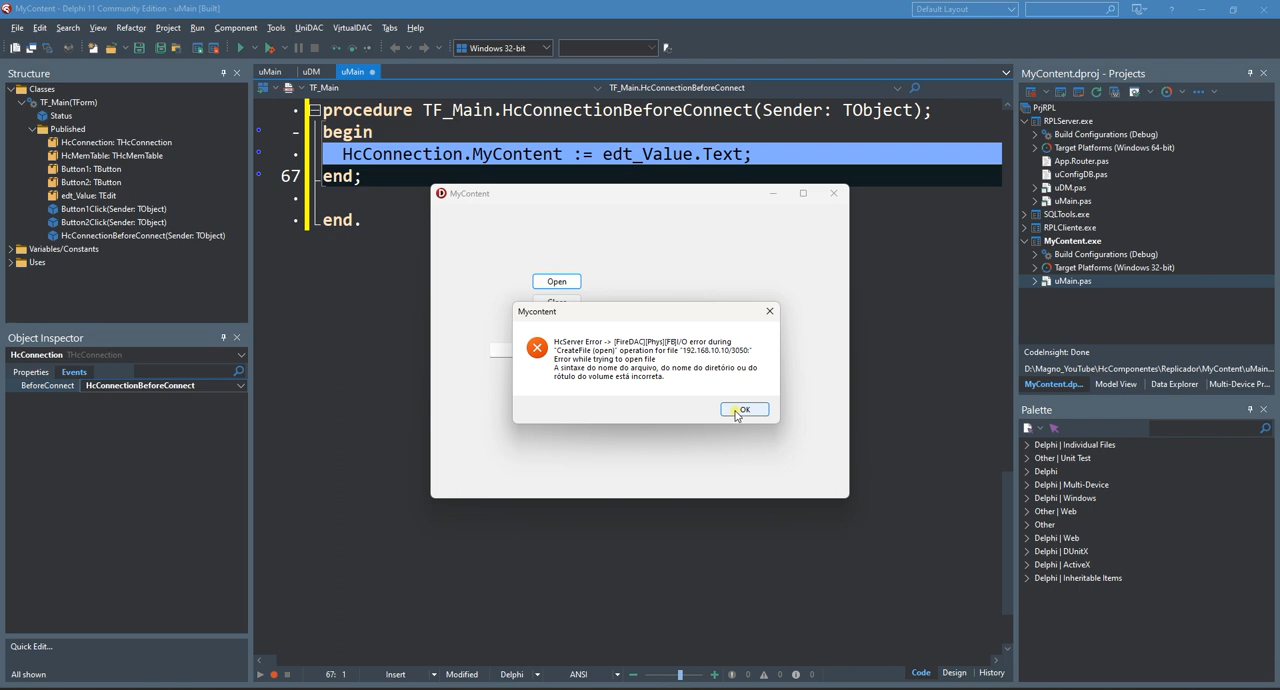 MyContent - Delphi 11 Community Edition - uMain [Built]
Default Layout
File Edit Search View Refactor Project Run Component Tools UniDAC VirtualDAC Tabs Help
Windows 32-bit
Structure
Classes
TF_Main(TForm)
Status
Published
HcConnection: THcConnection
HcMemTable: THcMemTable
Button1: TButton
Button2: TButton
edt_Value: TEdit
Button1Click(Sender: TObject)
Button2Click(Sender: TObject)
HcConnectionBeforeConnect(Sender: TObject)
Variables/Constants
Uses
Object Inspector
HcConnection THcConnection
Properties Events
BeforeConnect HcConnectionBeforeConnect
Quick Edit...
All shown
uMain uDM uMain
TF_Main TF_Main.HcConnectionBeforeConnect
procedure TF_Main.HcConnectionBeforeConnect(Sender: TObject);
begin
HcConnection.MyContent := edt_Value.Text;
67 end;
end.
MyContent
Open
Mycontent
HcServer Error -> [FireDAC][Phys][FB]I/O error during
"CreateFile (open)" operation for file "192.168.10.10/3050:"
Error while trying to open file
A sintaxe do nome do arquivo, do nome do diretório ou do
rótulo do volume está incorreta.
OK
67: 1 Insert Modified Delphi ANSI 0 0 0
Code Design History
MyContent.dproj - Projects
PrjRPL
RPLServer.exe
Build Configurations (Debug)
Target Platforms (Windows 64-bit)
App.Router.pas
uConfigDB.pas
uDM.pas
uMain.pas
SQLTools.exe
RPLCliente.exe
MyContent.exe
Build Configurations (Debug)
Target Platforms (Windows 32-bit)
uMain.pas
CodeInsight: Done
D:\Magno_YouTube\HcComponentes\Replicador\MyContent\uMain...
MyContent.dp... Model View Data Explorer Multi-Device Pr...
Palette
Delphi | Individual Files
Other | Unit Test
Delphi
Delphi | Multi-Device
Delphi | Windows
Other | Web
Other
Delphi | Web
Delphi | DUnitX
Delphi | ActiveX
Delphi | Inheritable Items